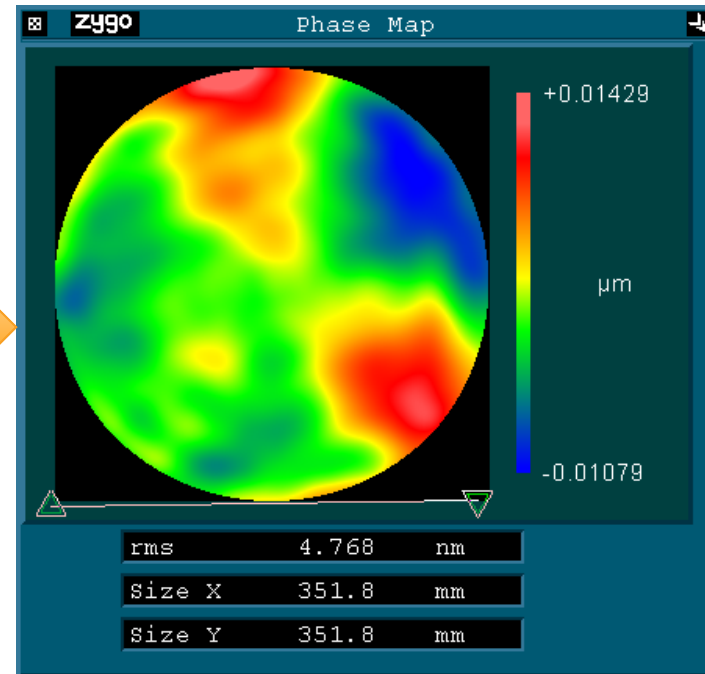 zygo Phase Map
+0.01429
µm
-0.01079
rms 4.768 nm
Size X 351.8 mm
Size Y 351.8 mm